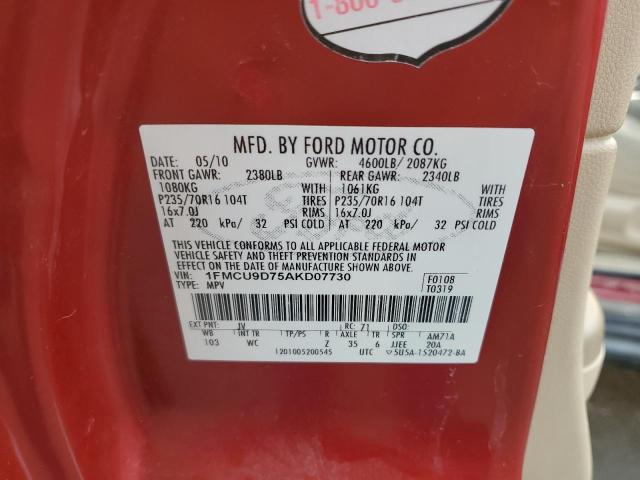 1-800
MFD. BY FORD MOTOR CO.
DATE: 05/10 GVWR: 4600LB/ 2087KG
FRONT GAWR: 2380LB REAR GAWR: 2340LB
1080KG WITH 1061KG WITH
P235/70R16 104T TIRES P235/70R16 104T TIRES
16x7.0J RIMS 16x7.0J RIMS
AT 220 kPa/ 32 PSI COLD AT 220 kPa/ 32 PSI COLD
THIS VEHICLE CONFORMS TO ALL APPLICABLE FEDERAL MOTOR
VEHICLE SAFETY AND THEFT PREVENTION STANDARDS IN
EFFECT ON THE DATE OF MANUFACTURE SHOWN ABOVE.
VIN: 1FMCU9D75AKD07730 F0108
TYPE: MPV T0319
EXT PNT: JV RC: 71 DSO:
WB INT TR TP/PS R AXLE TR SPR AM71A
103 WC Z 35 6 JJEE 20A
1201005200545 UTC 5U5A-1520472-BA